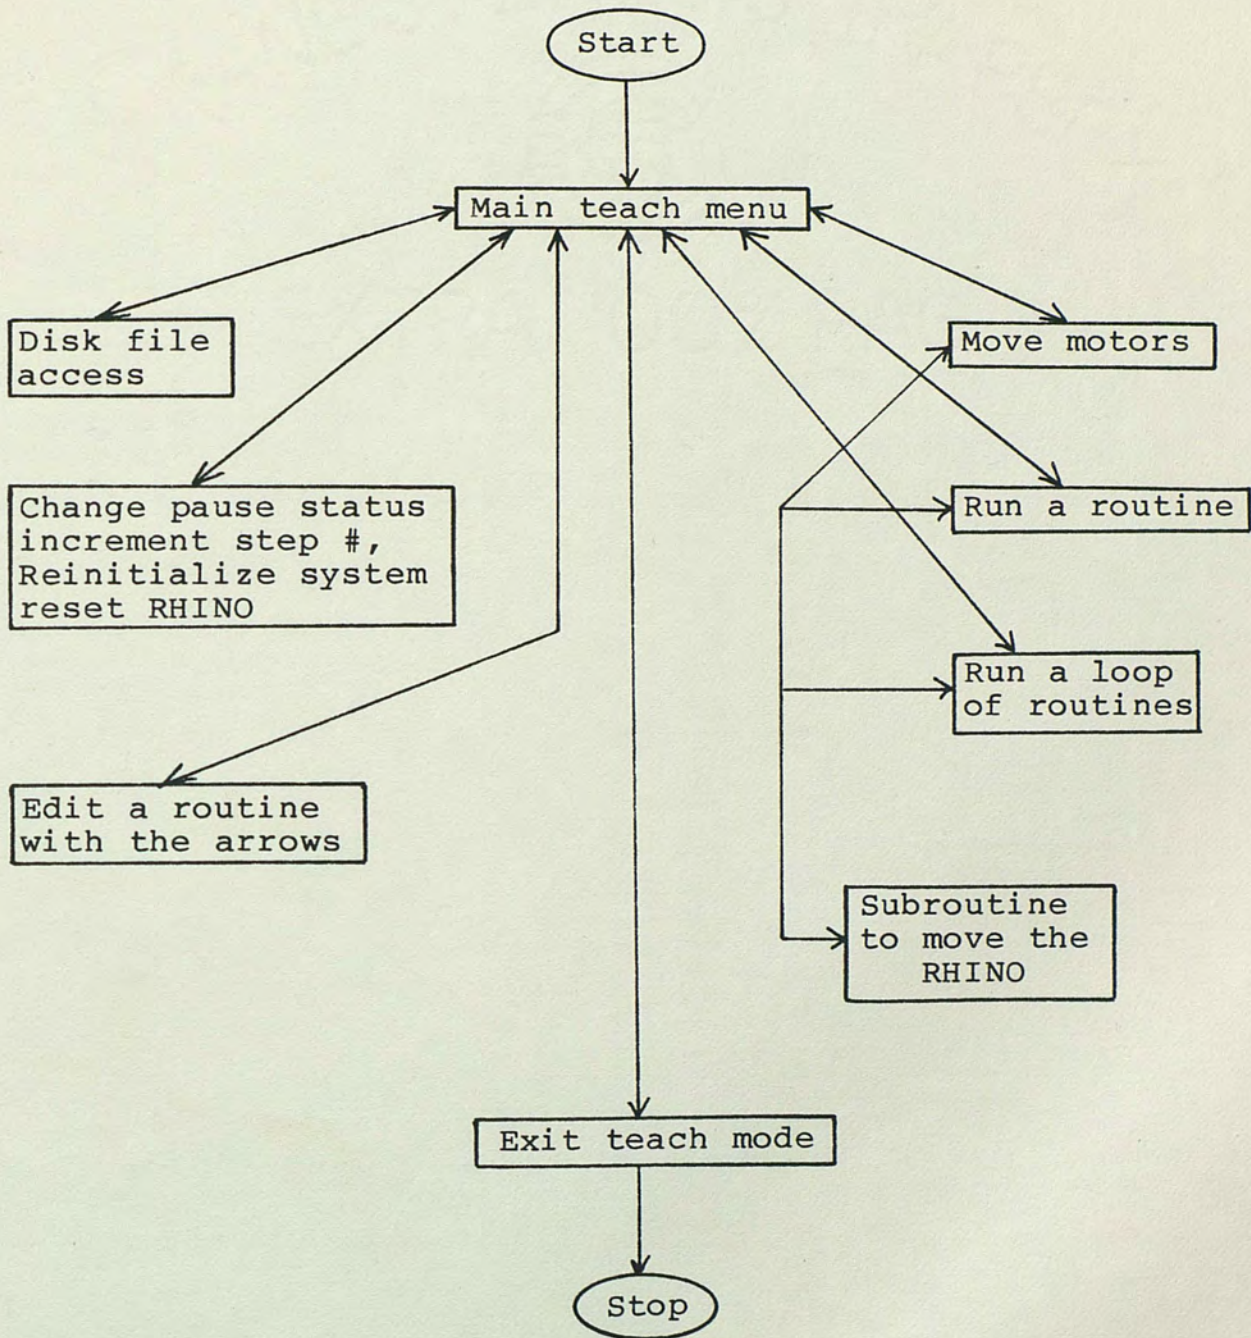 Start
Main teach menu
Disk file
access
Move motors
Change pause status
increment step #,
Reinitialize system
reset RHINO
Run a routine
Run a loop
of routines
Edit a routine
with the arrows
Subroutine
to move the
RHINO
Exit teach mode
Stop